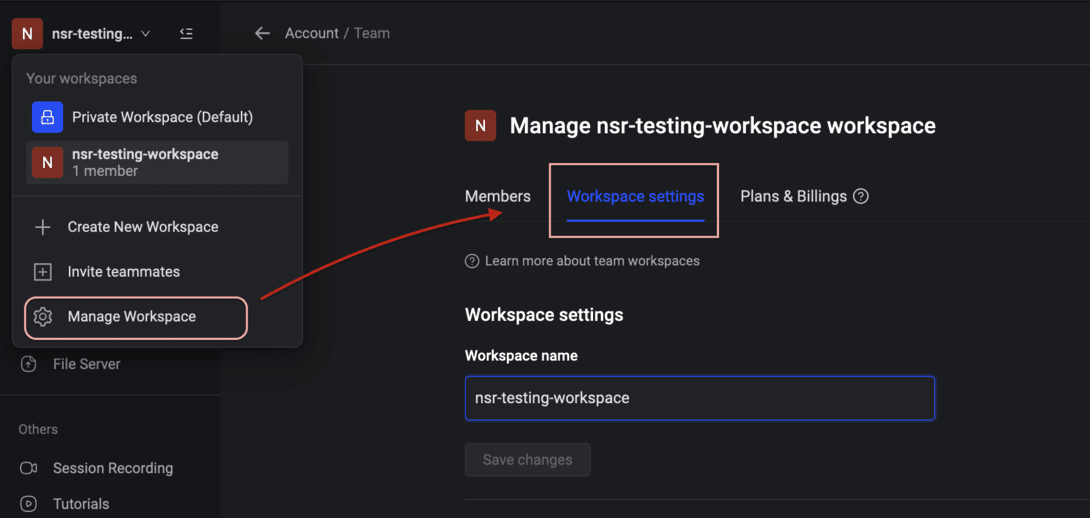 N nsr-testing...
Account / Team
Your workspaces
Private Workspace (Default)
N nsr-testing-workspace
1 member
Create New Workspace
Invite teammates
Manage Workspace
File Server
Others
Session Recording
Tutorials
N Manage nsr-testing-workspace workspace
Members Workspace settings Plans & Billings ?
? Learn more about team workspaces
Workspace settings
Workspace name
nsr-testing-workspace
Save changes